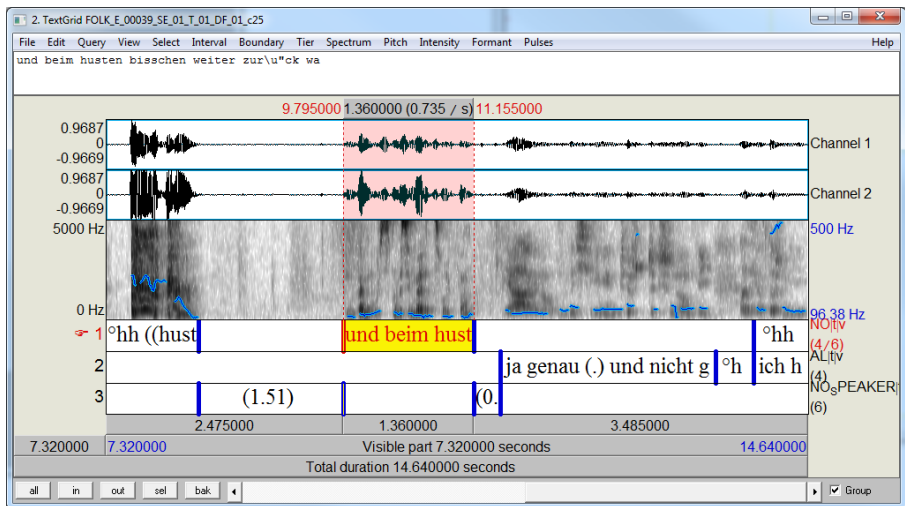 2. TextGrid FOLK_E_00039_SE_01_T_01_DF_01_c25
File Edit Query View Select Interval Boundary Tier Spectrum Pitch Intensity Formant Pulses Help
und beim husten bisschen weiter zur\u"ck wa
9.795000 1.360000 (0.735 / s) 11.155000
0.9687
0 Channel 1
-0.9669
0.9687
0 Channel 2
-0.9669
5000 Hz 500 Hz
0 Hz 96.38 Hz
1 °hh ((hust und beim hust °hh NO|t|v
(4/6)
2 ja genau (.) und nicht g °h ich h AL|t|v
(4)
3 (1.51) (0. NOSPEAKER|
(6)
2.475000 1.360000 3.485000
7.320000 7.320000 Visible part 7.320000 seconds 14.640000
Total duration 14.640000 seconds
all in out sel bak Group